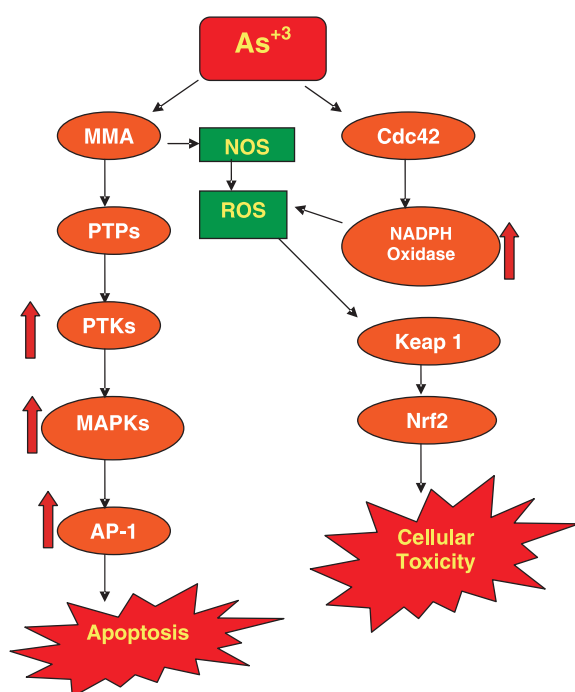 As+3
MMA
NOS
Cdc42
ROS
PTPs
NADPH
Oxidase
PTKs
Keap 1
MAPKs
Nrf2
AP-1
Cellular
Toxicity
Apoptosis